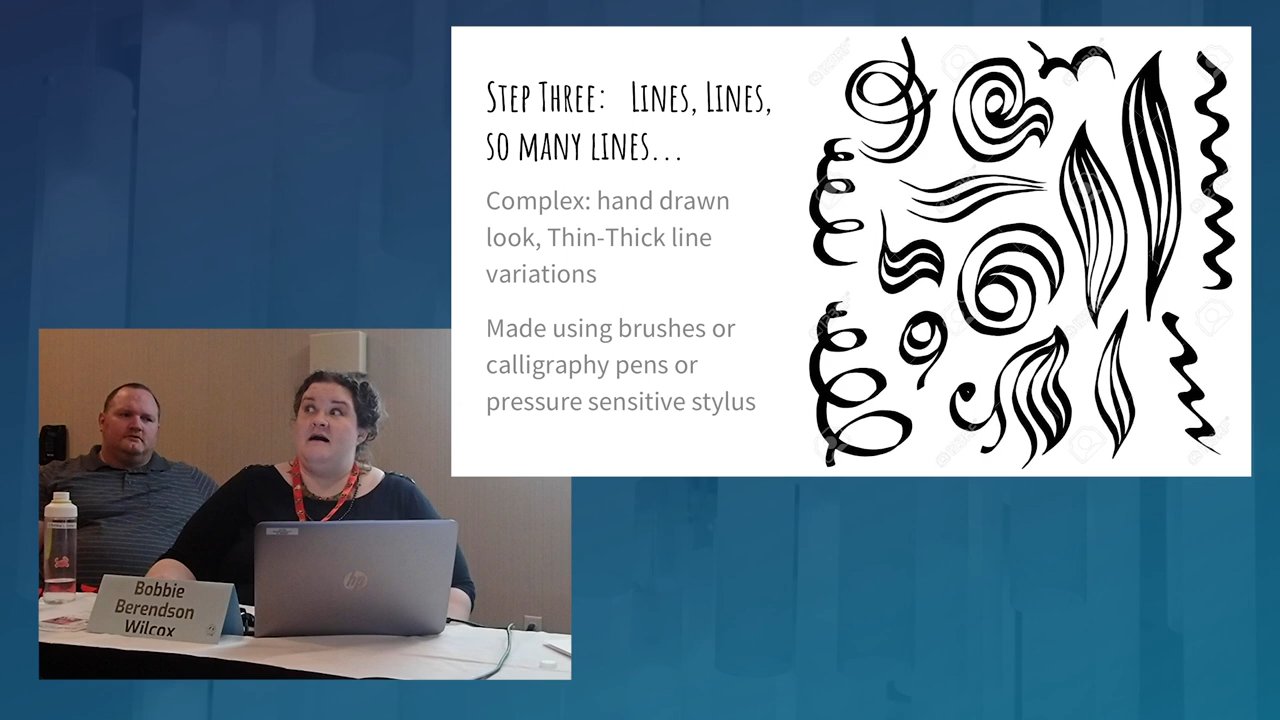 Step Three: Lines, Lines,
so many lines...
Complex: hand drawn
look, Thin-Thick line
variations
Made using brushes or
calligraphy pens or
pressure sensitive stylus
Bobbie
Berendson
Wilcox
hp